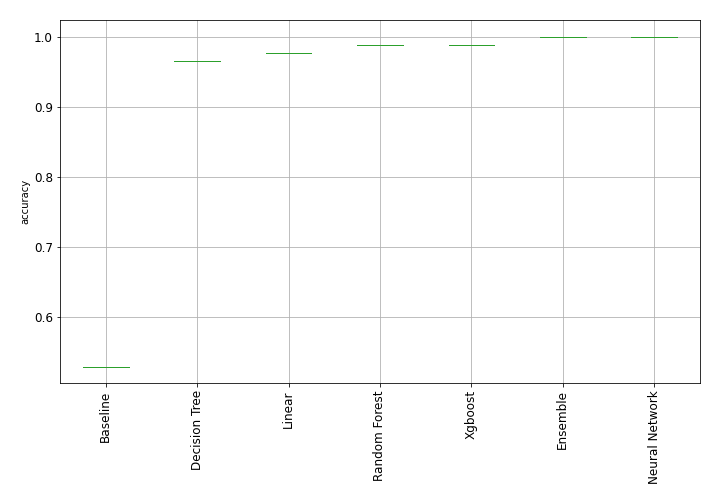 1.0
0.9
0.8
0.7
0.6
accuracy
Baseline
Decision Tree
Linear
Random Forest
Xgboost
Ensemble
Neural Network